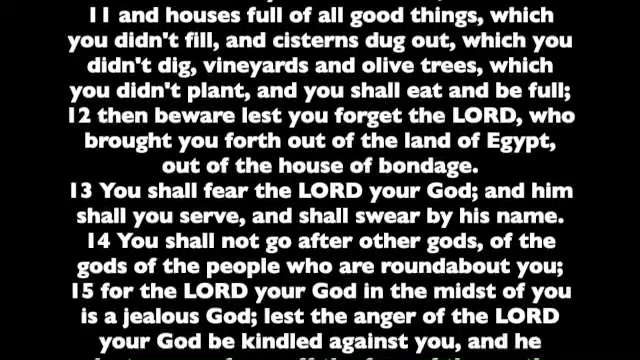 11 and houses full of all good things, which
you didn't fill, and cisterns dug out, which you
didn't dig, vineyards and olive trees, which
you didn't plant, and you shall eat and be full;
12 then beware lest you forget the LORD, who
brought you forth out of the land of Egypt,
out of the house of bondage.
13 You shall fear the LORD your God; and him
shall you serve, and shall swear by his name.
14 You shall not go after other gods, of the
gods of the people who are roundabout you;
15 for the LORD your God in the midst of you
is a jealous God; lest the anger of the LORD
your God be kindled against you, and he